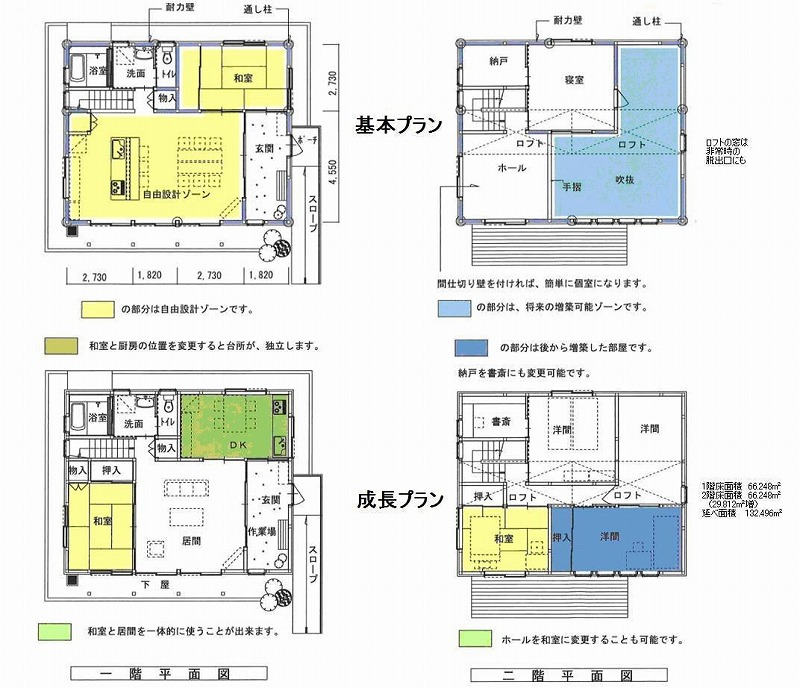 耐力壁
通し柱
浴室
洗面
トイレ
物入
和室
2,730
4,550
自由設計ゾーン
玄関
ポーチ
スロープ
2,730
1,820
2,730
1,820
の部分は自由設計ゾーンです。
和室と厨房の位置を変更すると台所が、独立します。
基本プラン
耐力壁
通し柱
納戸
寝室
ロフト
ロフト
ホール
吹抜
手摺
ロフトの窓は
非常時の
脱出口にも
間仕切り壁を付ければ、簡単に個室になります。
の部分は、将来の増築可能ゾーンです。
の部分は後から増築した部屋です。
納戸を書斎にも変更可能です。
浴室
洗面
トイレ
物入
DK
物入
押入
和室
居間
玄関
作業場
スロープ
下屋
和室と居間を一体的に使うことが出来ます。
一階平面図
成長プラン
書斎
洋間
洋間
押入
ロフト
ロフト
和室
押入
洋間
1階床面積 66.248㎡
2階床面積 66.248㎡
(29.812㎡増)
延べ面積 132.496㎡
ホールを和室に変更することも可能です。
二階平面図